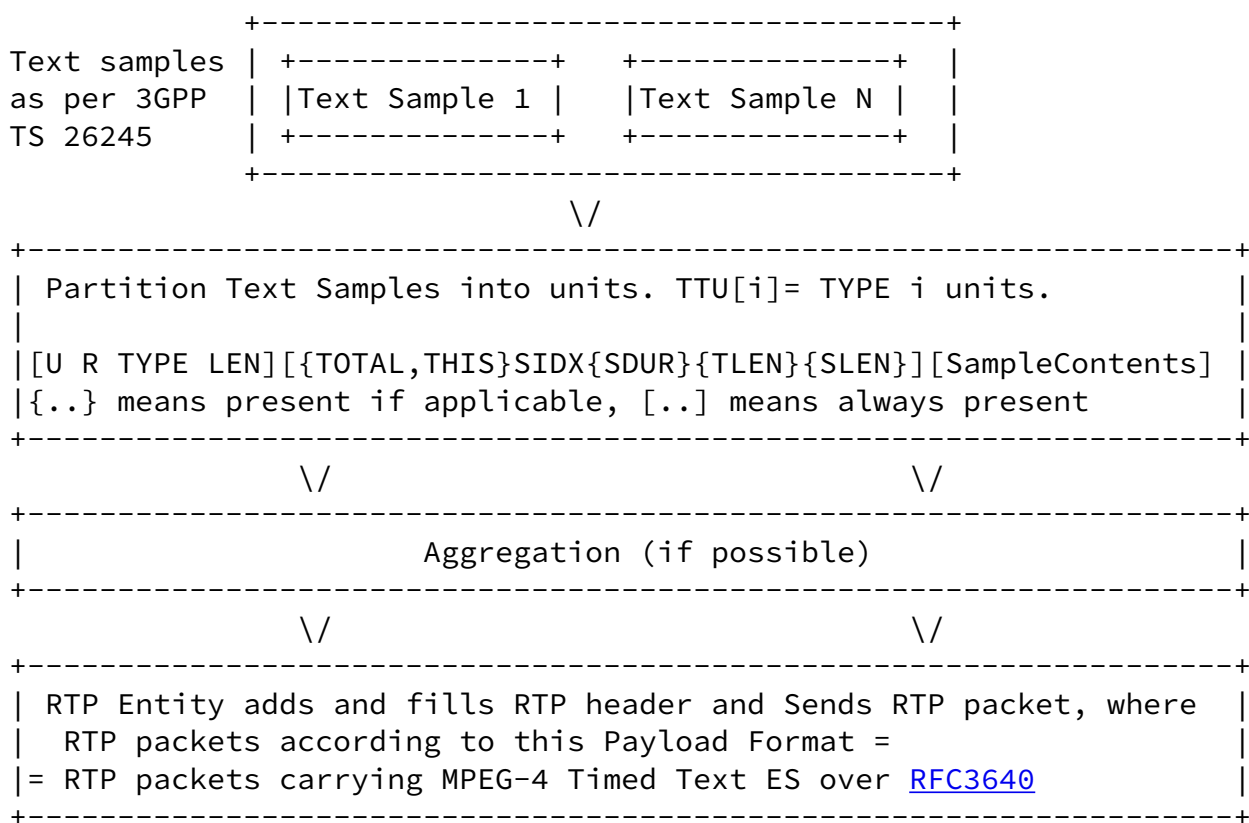 +--------------------------------------+
Text samples | +--------------+   +--------------+  |
as per 3GPP  | |Text Sample 1 |   |Text Sample N |  |
TS 26245     | +--------------+   +--------------+  |
             +--------------------------------------+
                               \/
+-------------------------------------------------------------------+
| Partition Text Samples into units. TTU[i]= TYPE i units.          |
|                                                                   |
|[U R TYPE LEN][{TOTAL,THIS}SIDX{SDUR}{TLEN}{SLEN}][SampleContents] |
|{..} means present if applicable, [..] means always present        |
+-------------------------------------------------------------------+
                \/                                \/
+-------------------------------------------------------------------+
|                      Aggregation (if possible)                    |
+-------------------------------------------------------------------+
                \/                                \/
+-------------------------------------------------------------------+
| RTP Entity adds and fills RTP header and Sends RTP packet, where  |
|  RTP packets according to this Payload Format =                   |
|= RTP packets carrying MPEG-4 Timed Text ES over RFC3640           |
+-------------------------------------------------------------------+